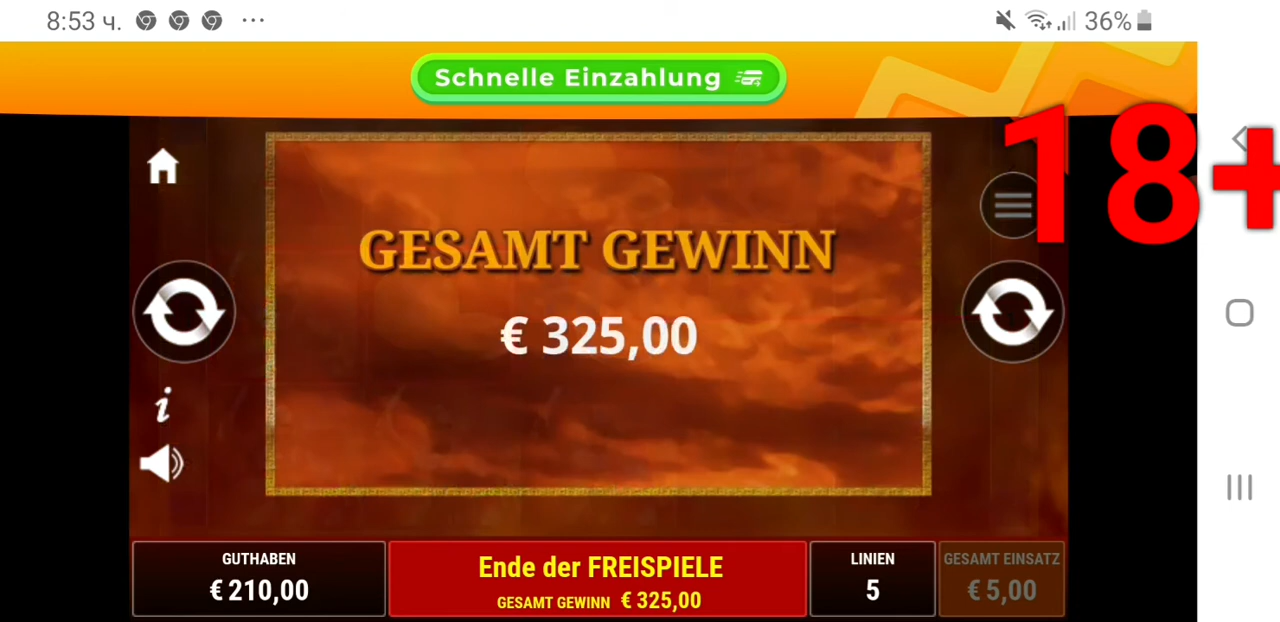 8:53 ч.
36%
Schnelle Einzahlung
18+
GESAMT GEWINN
€ 325,00
i
GUTHABEN
€ 210,00
Ende der FREISPIELE
GESAMT GEWINN € 325,00
LINIEN
5
GESAMT EINSATZ
€ 5,00